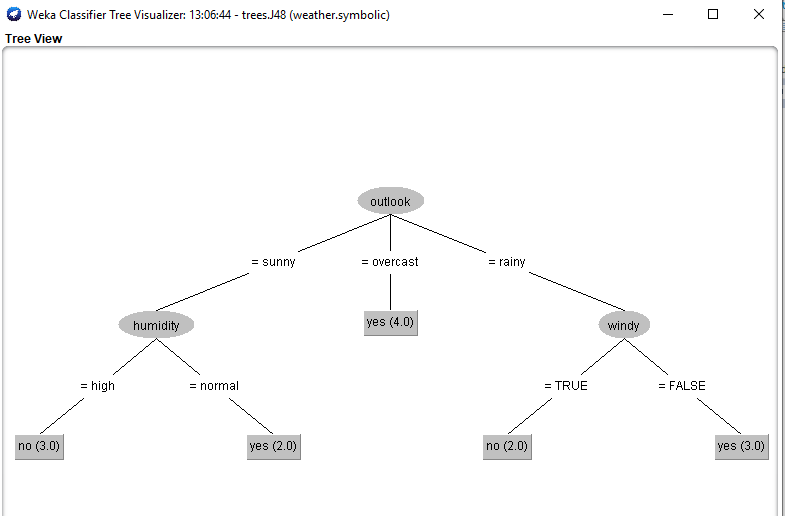 Weka Classifier Tree Visualizer: 13:06:44 - trees.J48 (weather.symbolic)
Tree View
outlook
= sunny
= overcast
= rainy
humidity
yes (4.0)
windy
= high
= normal
= TRUE
= FALSE
no (3.0)
yes (2.0)
no (2.0)
yes (3.0)